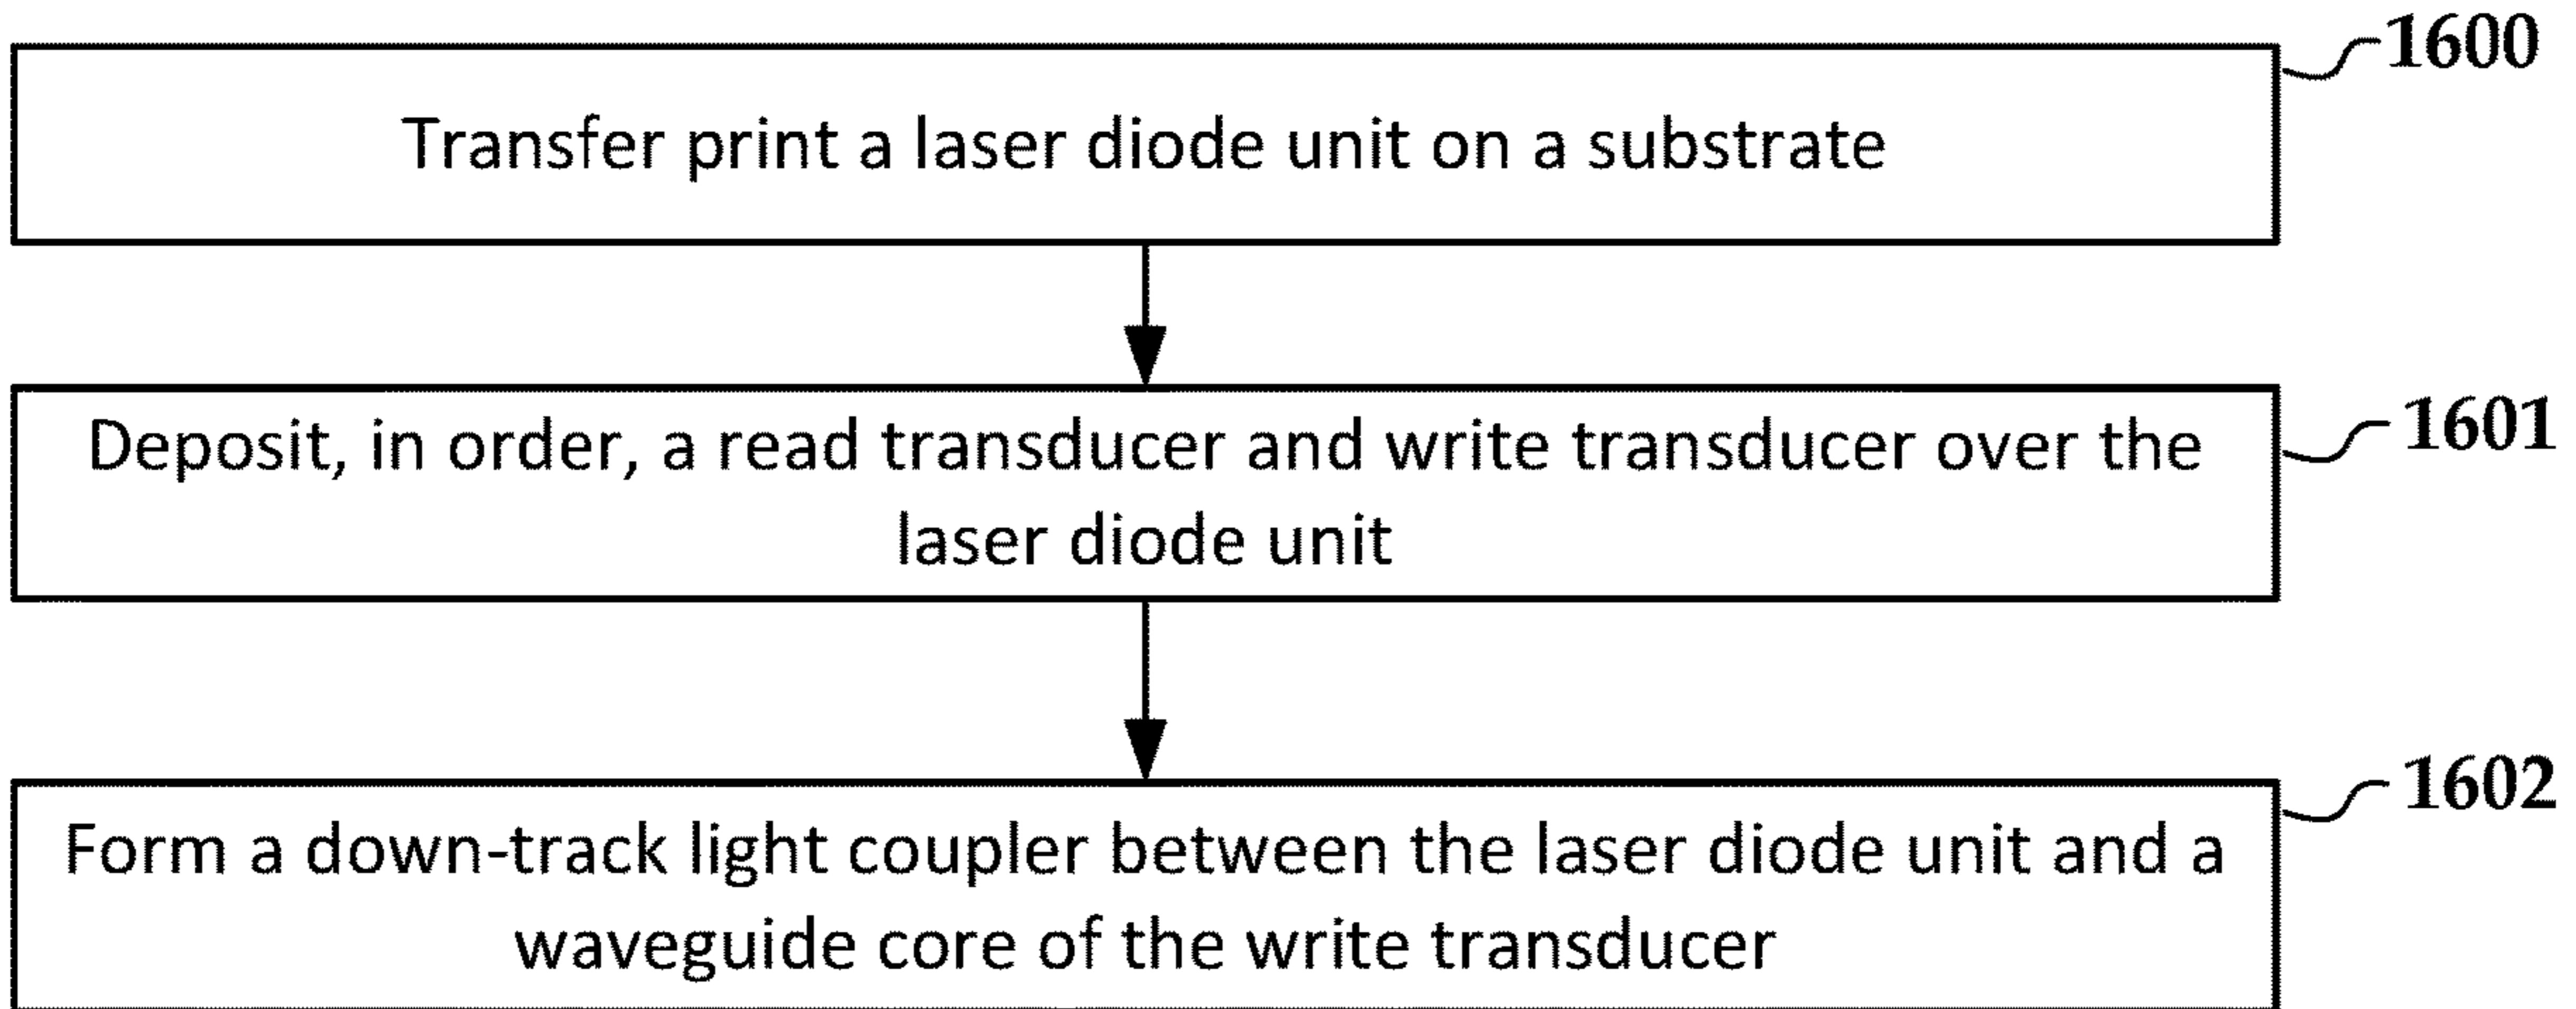 1600
Transfer print a laser diode unit on a substrate
1601
Deposit, in order, a read transducer and write transducer over the
laser diode unit
1602
Form a down-track light coupler between the laser diode unit and a
waveguide core of the write transducer